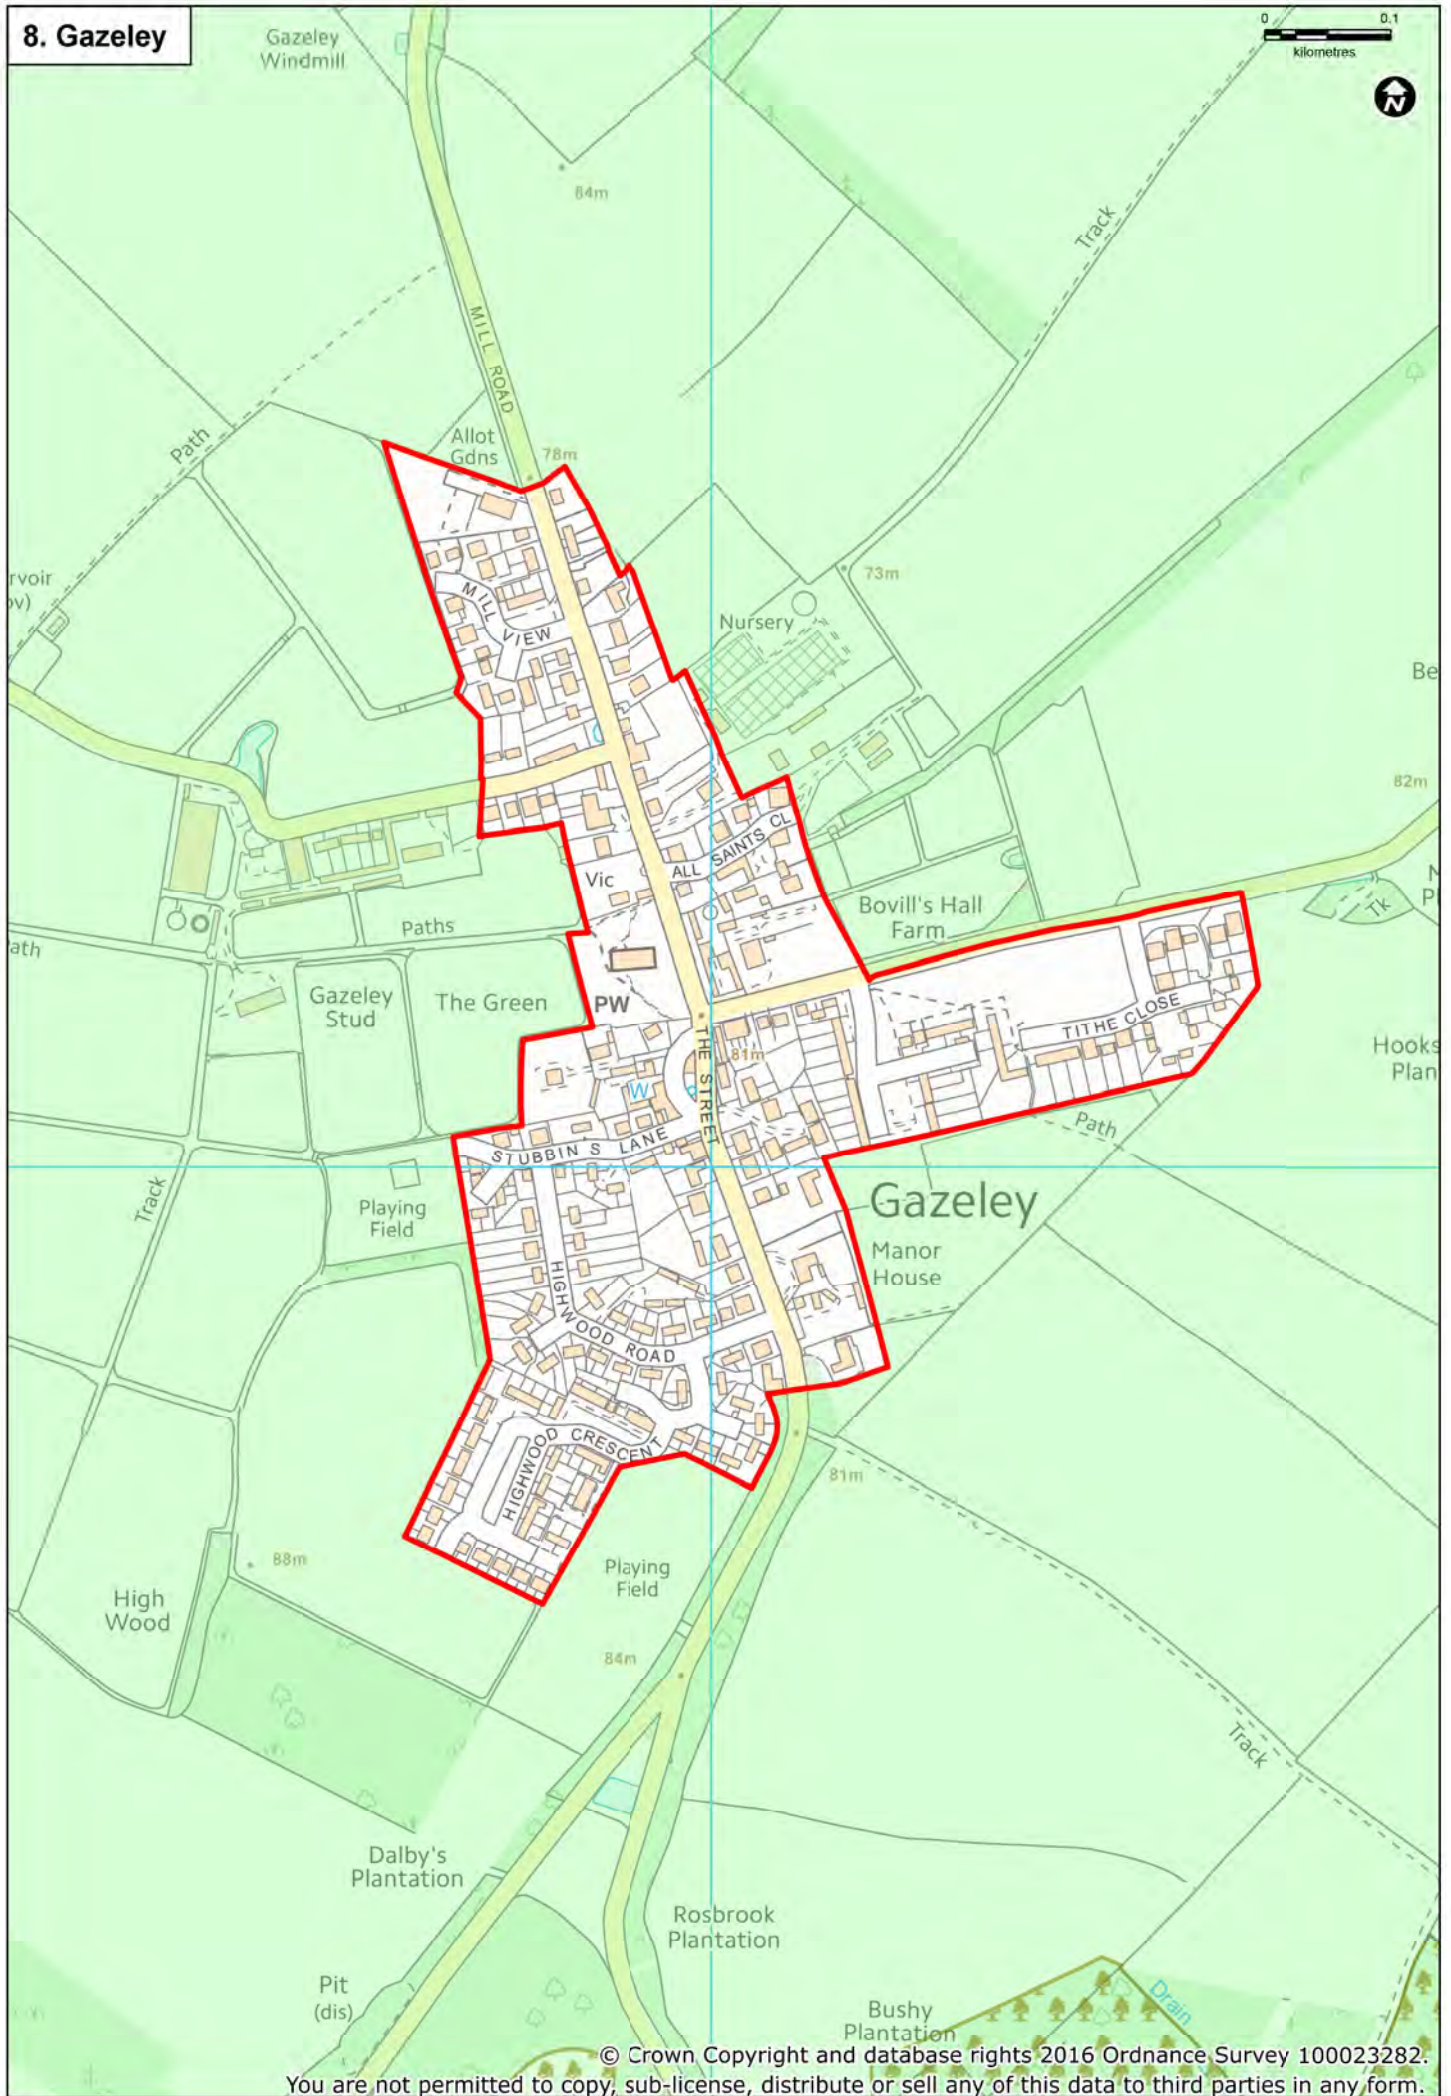 8. Gazeley
Gazeley
Windmill
0 0.1
kilometres
N
84m
Track
MILL ROAD
Path
Allot
Gdns
78m
73m
rvoir
ov)
MILL VIEW
Nursery
Be
82m
ALL SAINTS CL
Vic
Bovill's Hall
Farm
Tk
N
Pl
Paths
ath
Gazeley
Stud
The Green
PW
TITHE CLOSE
THE STREET
81m
Hooks
Plan
W
Path
STUBBIN S LANE
Track
Playing
Field
Gazeley
Manor
House
HIGHWOOD ROAD
HIGHWOOD CRESCENT
81m
88m
Playing
Field
High
Wood
84m
Track
Dalby's
Plantation
Rosbrook
Plantation
Pit
(dis)
Bushy
Plantation
Drain
© Crown Copyright and database rights 2016 Ordnance Survey 100023282.
You are not permitted to copy, sub-license, distribute or sell any of this data to third parties in any form.